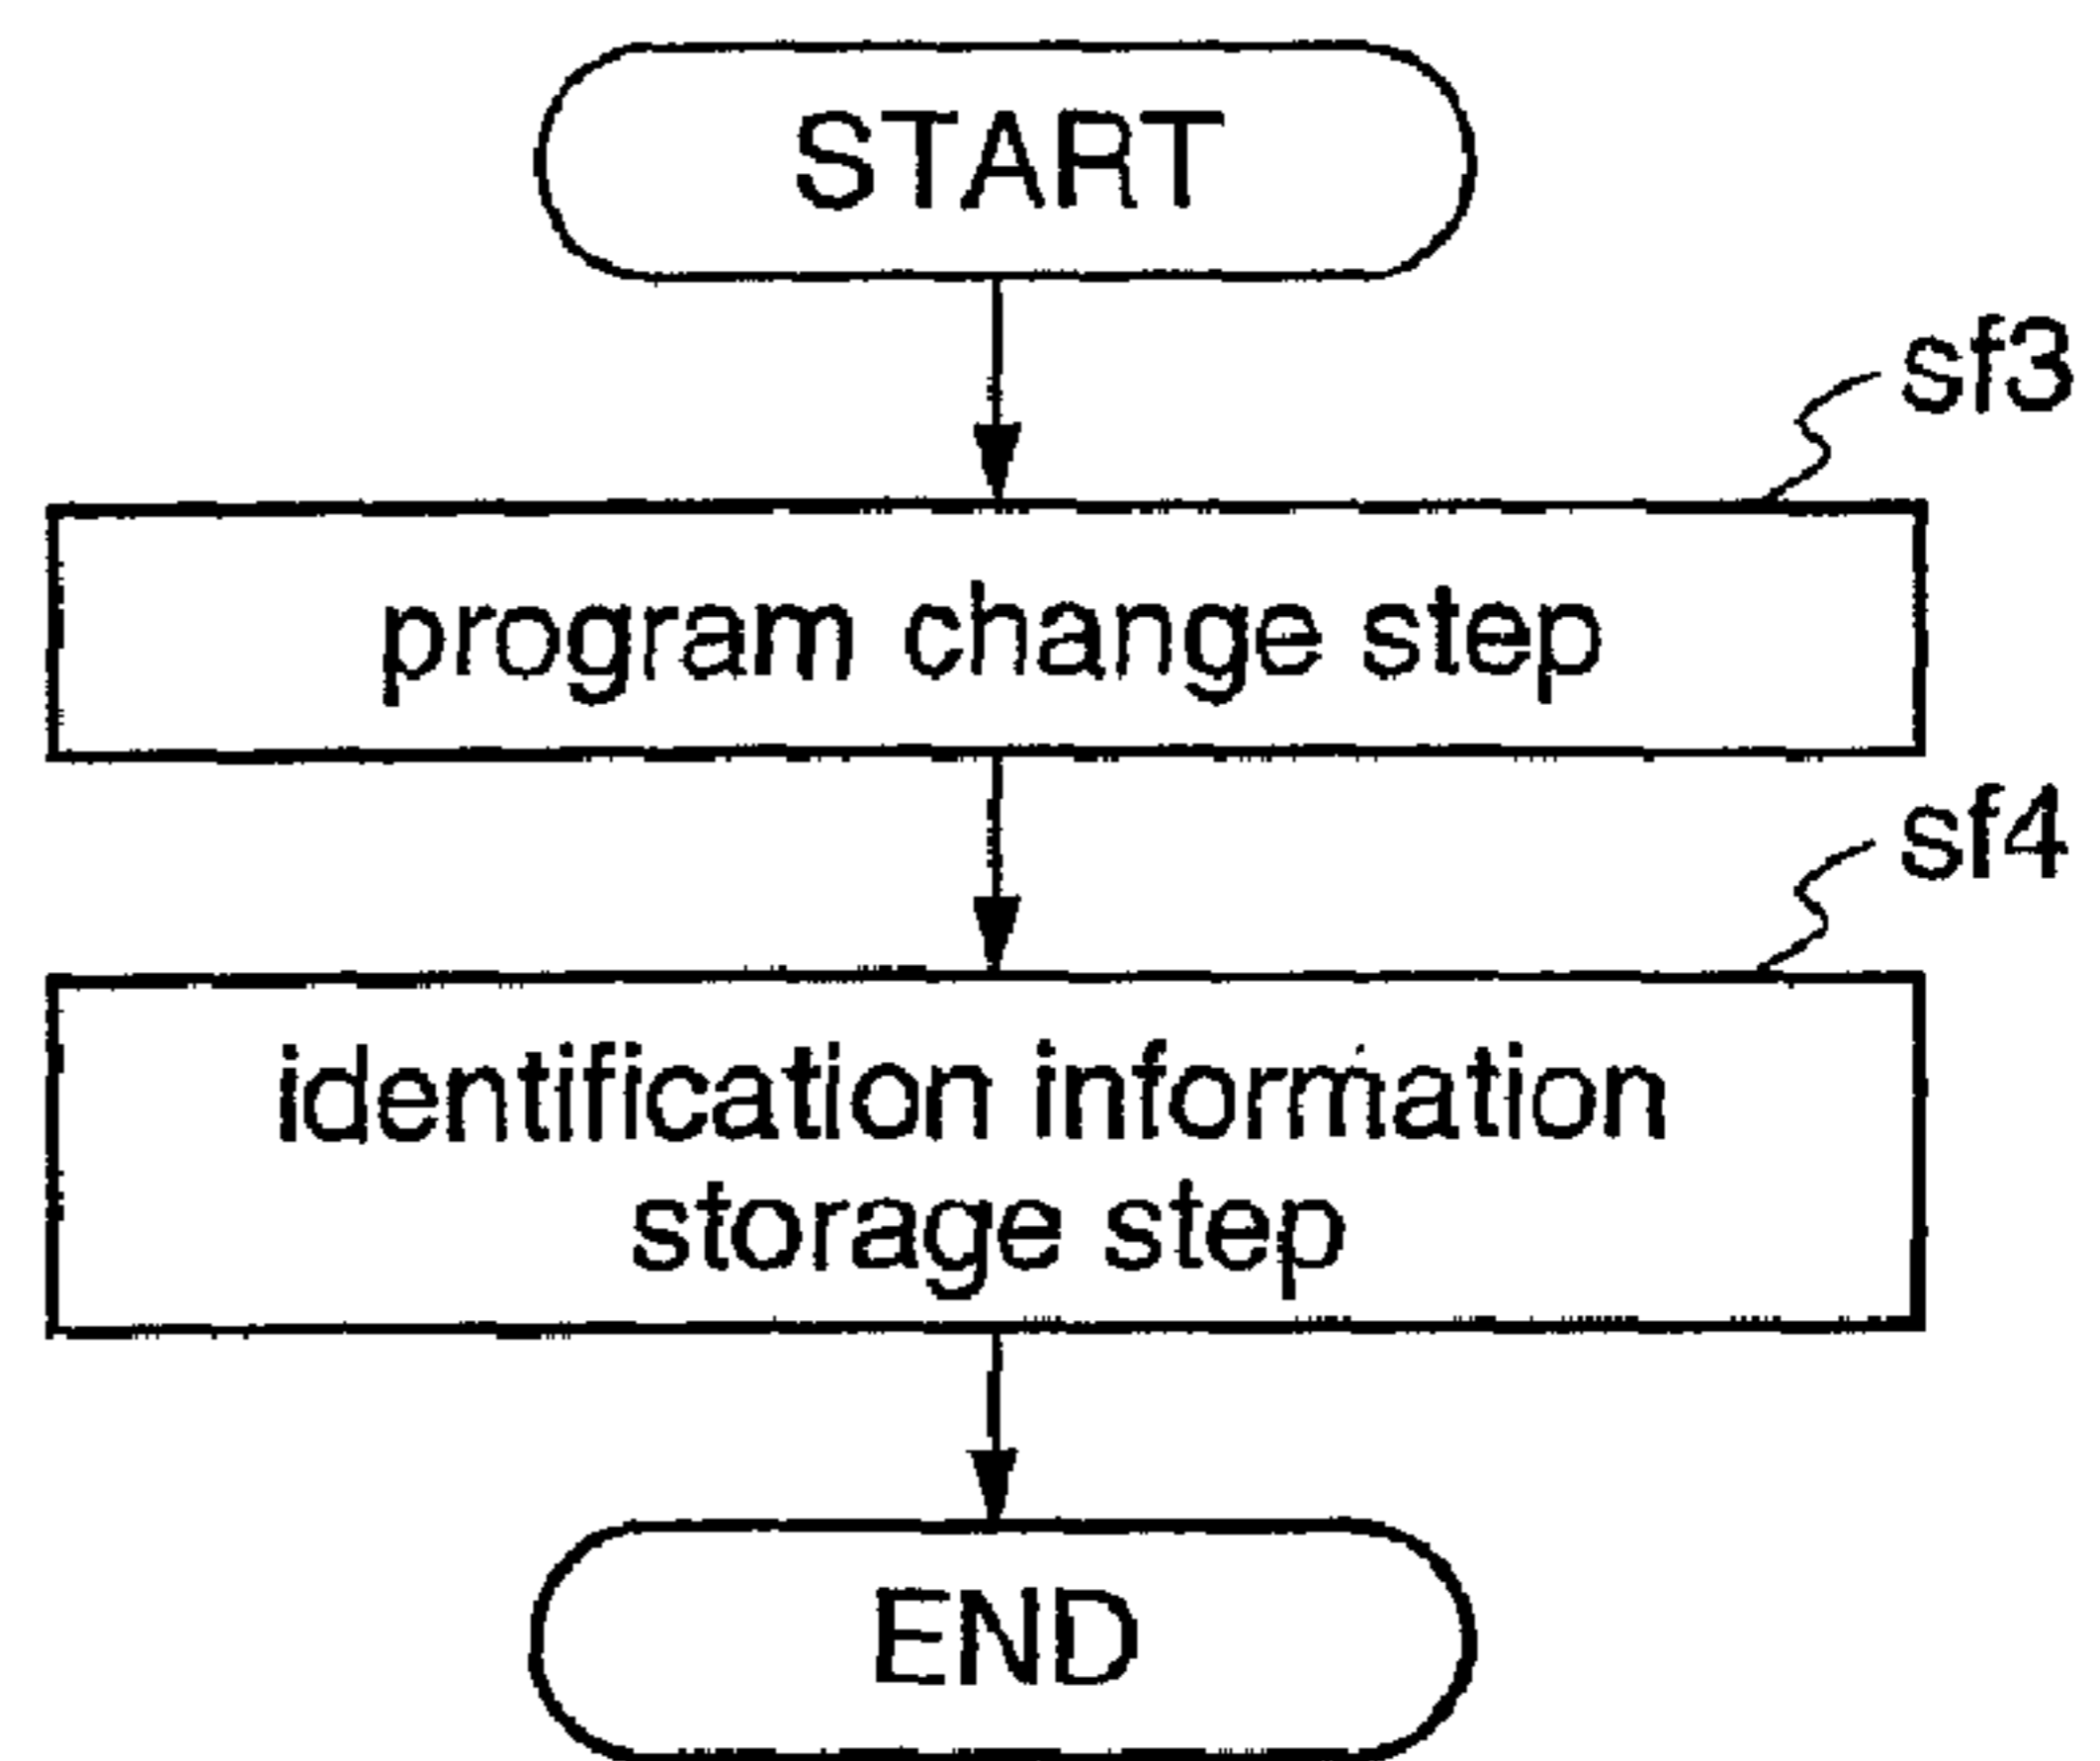 START
sf3
program change step
sf4
identification information
storage step
END